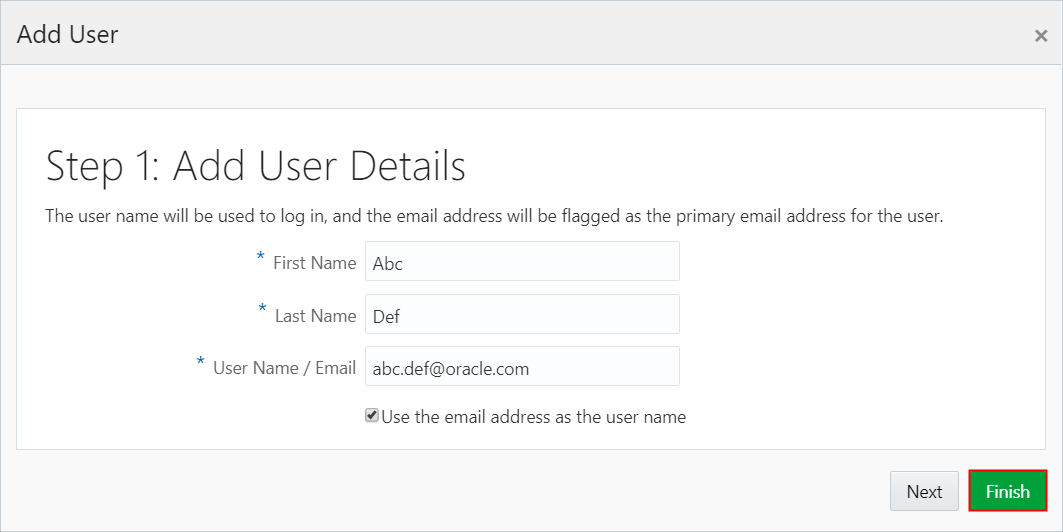 Add User ×
Step 1: Add User Details
The user name will be used to log in, and the email address will be flagged as the primary email address for the user.
* First Name Abc
* Last Name Def
* User Name / Email abc.def@oracle.com
Use the email address as the user name
Next Finish